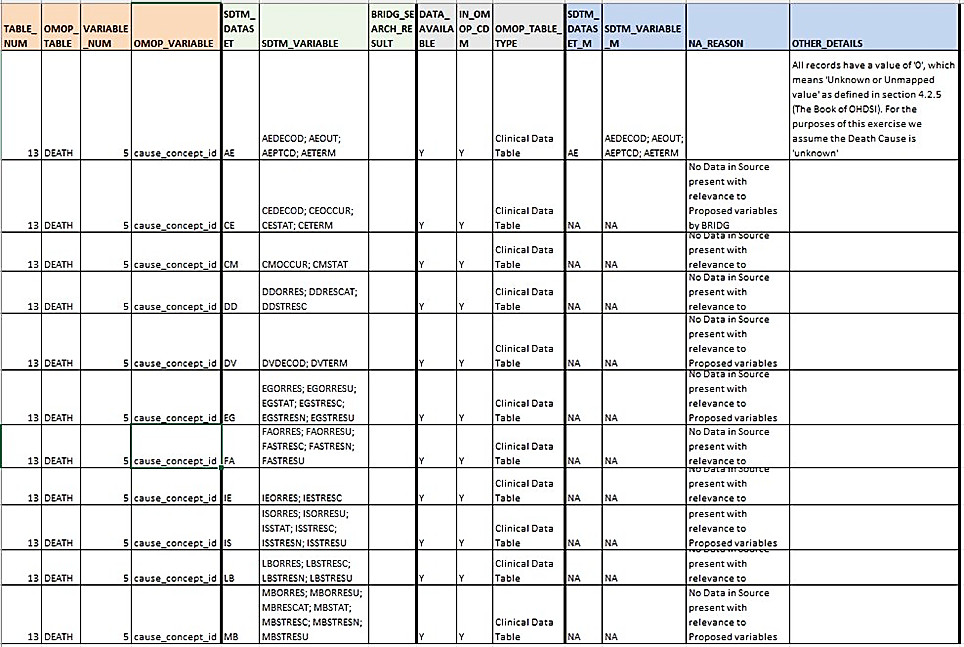 TABLE_NUM OMOP_TABLE VARIABLE_NUM OMOP_VARIABLE SDTM_DATASET SDTM_VARIABLE BRIDG_SEARCH_RESULT DATA_AVAILABLE IN_OMOP_CDM OMOP_TABLE_TYPE SDTM_DATASET_M SDTM_VARIABLE_M NA_REASON OTHER_DETAILS
13 DEATH 5 cause_concept_id AE
AEDECOD; AEOUT;
AEPTCD; AETERM
Y Y
Clinical Data
Table
AE
AEDECOD; AEOUT;
AEPTCD; AETERM
All records have a value of '0', which
means 'Unknown or Unmapped
value' as defined in section 4.2.5
(The Book of OHDSI). For the
purposes of this exercise we
assume the Death Cause is
'unknown'
13 DEATH 5 cause_concept_id CE
CEDECOD; CEOCCUR;
CESTAT; CETERM
Y Y
Clinical Data
Table
NA NA
No Data in Source
present with
relevance to
Proposed variables
by BRIDG
13 DEATH 5 cause_concept_id CM
CMOCCUR; CMSTAT
Y Y
Clinical Data
Table
NA NA
No Data in Source
present with
relevance to
13 DEATH 5 cause_concept_id DD
DDORRES; DDRESCAT;
DDSTRESC
Y Y
Clinical Data
Table
NA NA
No Data in Source
present with
relevance to
13 DEATH 5 cause_concept_id DV
DVDECOD; DVTERM
Y Y
Clinical Data
Table
NA NA
No Data in Source
present with
relevance to
Proposed variables
13 DEATH 5 cause_concept_id EG
EGORRES; EGORRESU;
EGSTAT; EGSTRESC;
EGSTRESN; EGSTRESU
Y Y
Clinical Data
Table
NA NA
No Data in Source
present with
relevance to
Proposed variables
13 DEATH 5 cause_concept_id FA
FAORRES; FAORRESU;
FASTRESC; FASTRESN;
FASTRESU
Y Y
Clinical Data
Table
NA NA
No Data in Source
present with
relevance to
13 DEATH 5 cause_concept_id IE
IEORRES; IESTRESC
Y Y
Clinical Data
Table
NA NA
No Data in Source
present with
relevance to
13 DEATH 5 cause_concept_id IS
ISORRES; ISORRESU;
ISSTAT; ISSTRESC;
ISSTRESN; ISSTRESU
Y Y
Clinical Data
Table
NA NA
present with
relevance to
Proposed variables
13 DEATH 5 cause_concept_id LB
LBORRES; LBSTRESC;
LBSTRESN; LBSTRESU
Y Y
Clinical Data
Table
NA NA
present with
relevance to
13 DEATH 5 cause_concept_id MB
MBORRES; MBORRESU;
MBRESCAT; MBSTAT;
MBSTRESC; MBSTRESN;
MBSTRESU
Y Y
Clinical Data
Table
NA NA
No Data in Source
present with
relevance to
Proposed variables